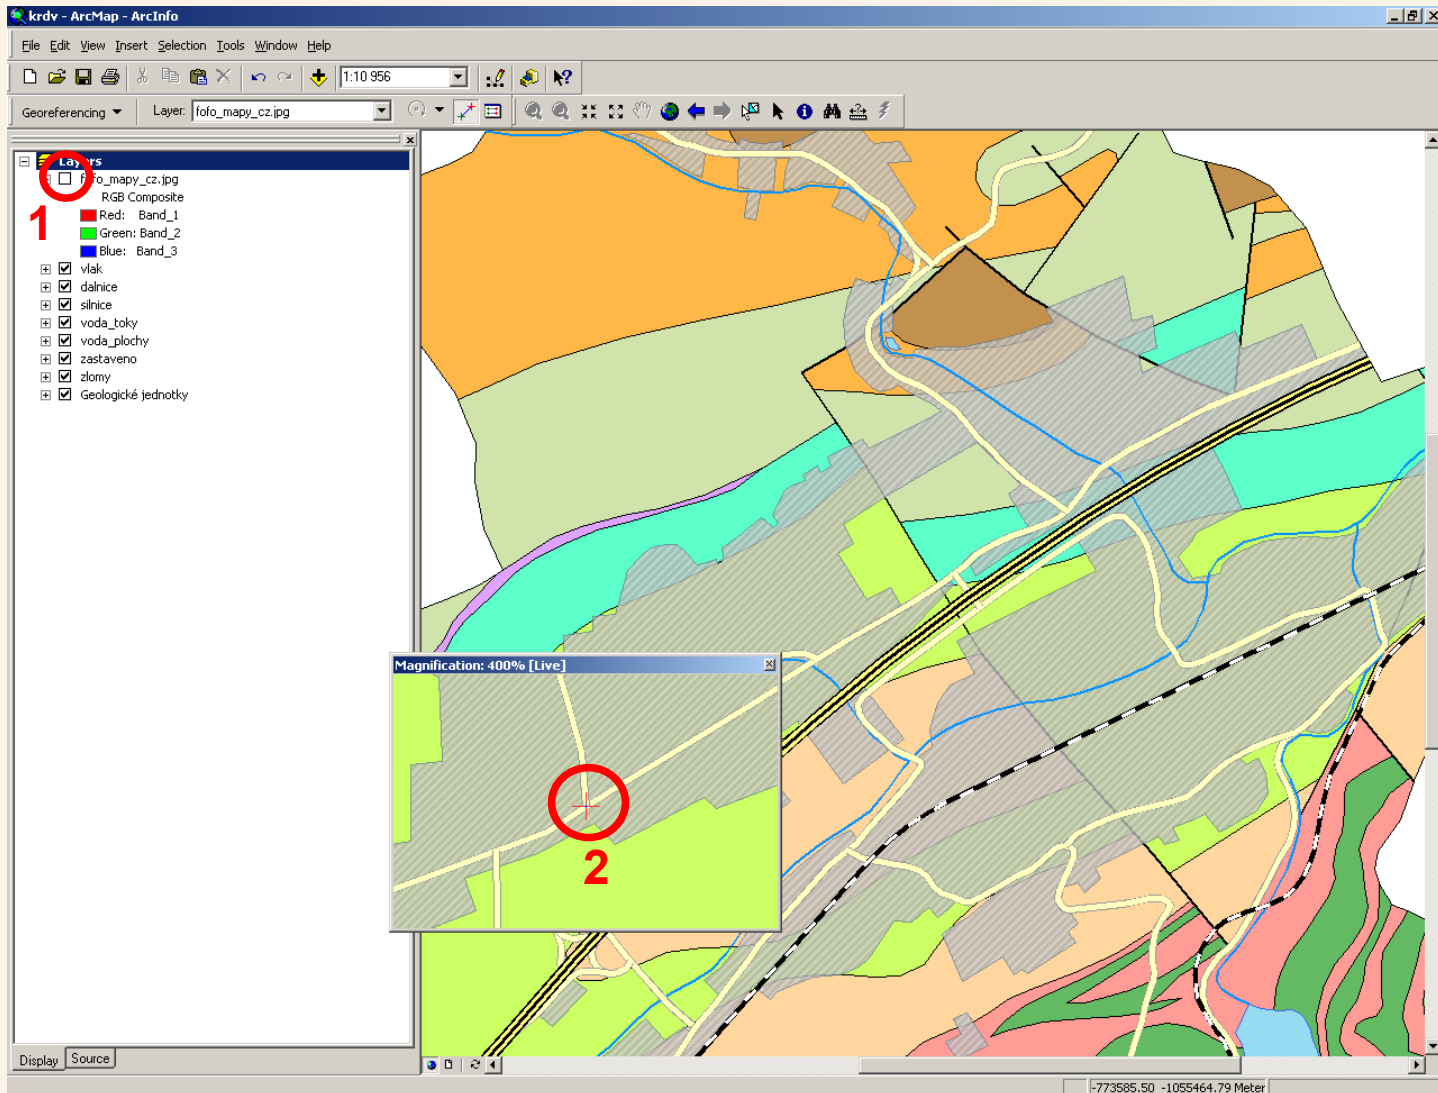 krdv - ArcMap - ArcInfo
File Edit View Insert Selection Tools Window Help
1:10 956
Georeferencing Layer: fofo_mapy_cz.jpg
Layers
fofo_mapy_cz.jpg
RGB Composite
1
Red: Band_1
Green: Band_2
Blue: Band_3
vlak
dalnice
silnice
voda_toky
voda_plochy
zastaveno
zlomy
Geologické jednotky
Magnification: 400% [Live]
2
Display Source
-773585.50 -1055464.79 Meter